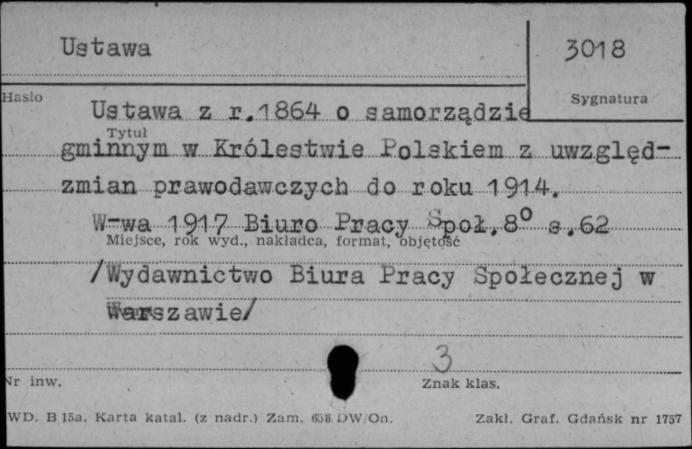 Ustawa
3018
Hasło
Sygnatura
Ustawa z r.1864 o samorządzie
Tytuł
gminnym w Królestwie Polskiem z uwzględ-
zmian prawodawczych do roku 1914.
W-wa 1917 Biuro Pracy Społ. 8° s.62
Miejsce, rok wyd., nakładca, format, objętość
/Wydawnictwo Biura Pracy Społecznej w
Warszawie/
3
Nr inw.
Znak klas.
WD. B 15a. Karta katal. (z nadr.) Zam. 658. DW/On.
Zakł. Graf. Gdańsk nr 1757